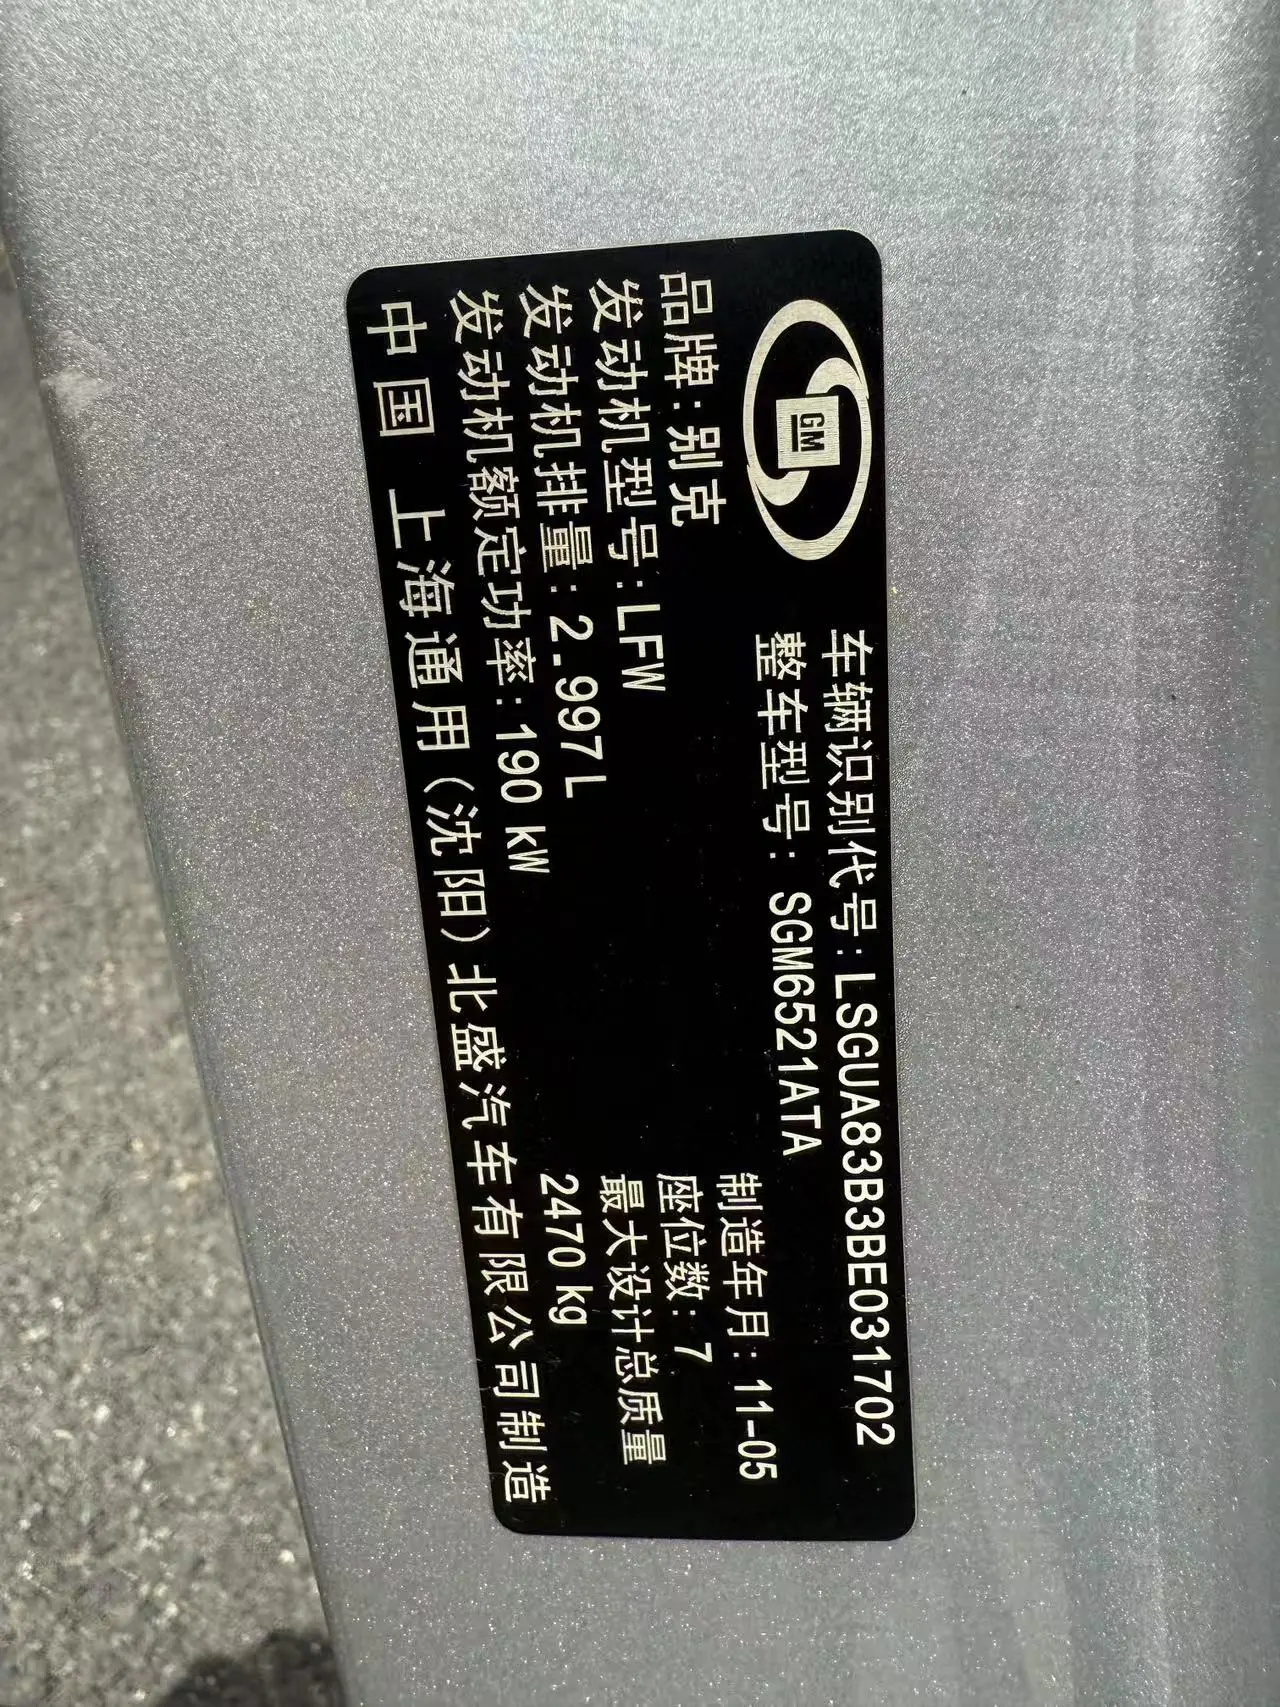 GM
车辆识别代号:LSGUA83B3BE031702
整车型号: SGM6521ATA
品牌:别克
制造年月: 11-05
发动机型号:LFW
座位数: 7
发动机排量: 2.997L
最大设计总质量
发动机额定功率:190 kW
2470 kg
中国 上海通用(沈阳)北盛汽车有限公司制造